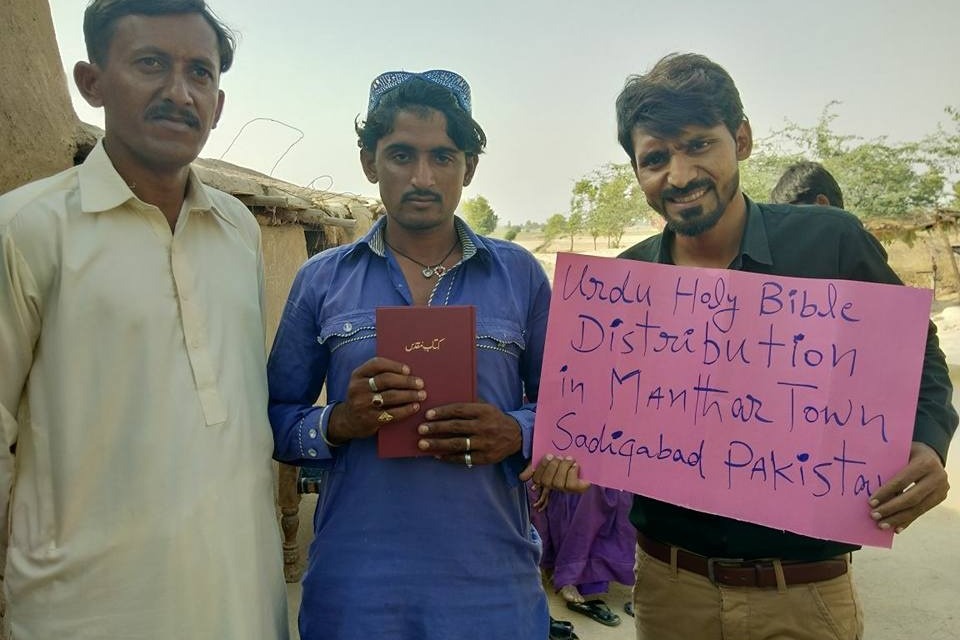 کتاب مقدس
Urdu Holy Bible
Distribution
in Manthar Town
Sadiqabad Pakistan